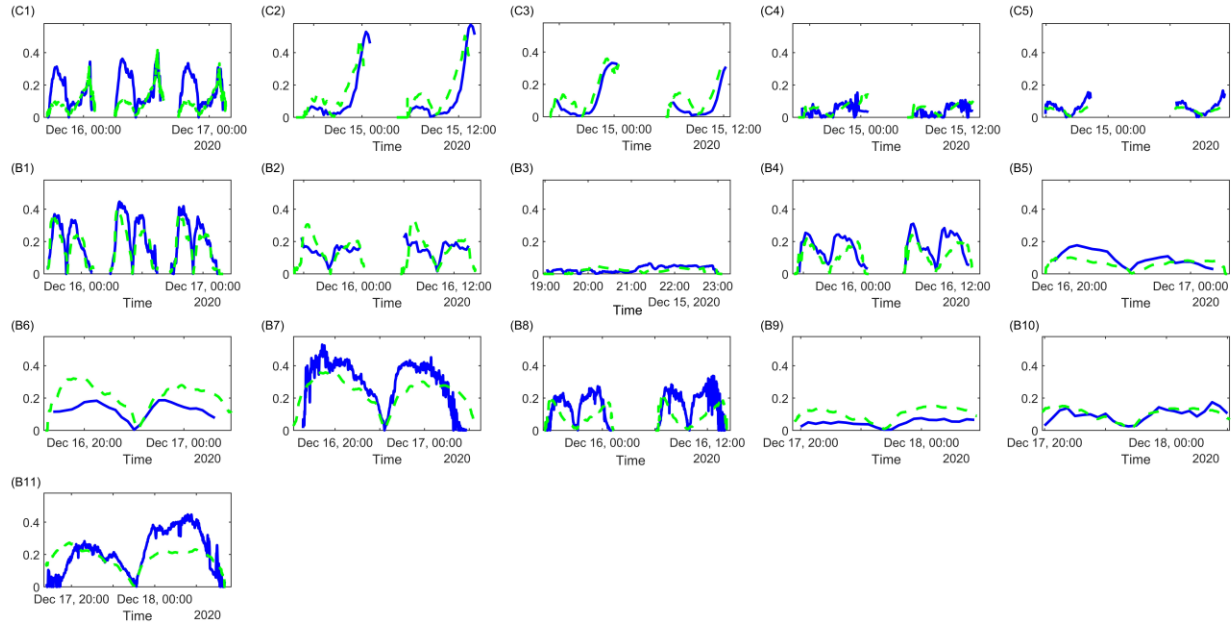 (C1) (C2) (C3) (C4) (C5)
0.4 0.4 0.4 0.4 0.4
0.2 0.2 0.2 0.2 0.2
0 0 0 0 0
Dec 16, 00:00 Dec 17, 00:00 Dec 15, 00:00 Dec 15, 12:00 Dec 15, 00:00 Dec 15, 12:00 Dec 15, 00:00 Dec 15, 12:00 Dec 15, 00:00
Time 2020 Time 2020 Time 2020 Time 2020 Time 2020
(B1) (B2) (B3) (B4) (B5)
0.4 0.4 0.4 0.4 0.4
0.2 0.2 0.2 0.2 0.2
0 0 0 0 0
Dec 16, 00:00 Dec 17, 00:00 Dec 16, 00:00 Dec 16, 12:00 19:00 20:00 21:00 22:00 23:00 Dec 16, 00:00 Dec 16, 12:00 Dec 16, 20:00 Dec 17, 00:00
Time 2020 Time 2020 Time Dec 15, 2020 Time 2020 Time 2020
(B6) (B7) (B8) (B9) (B10)
0.4 0.4 0.4 0.4 0.4
0.2 0.2 0.2 0.2 0.2
0 0 0 0 0
Dec 16, 20:00 Dec 17, 00:00 Dec 16, 20:00 Dec 17, 00:00 Dec 16, 00:00 Dec 16, 12:00 Dec 17, 20:00 Dec 18, 00:00 Dec 17, 20:00 Dec 18, 00:00
Time 2020 Time 2020 Time 2020 Time 2020 Time 2020
(B11)
0.4
0.2
0
Dec 17, 20:00 Dec 18, 00:00
Time 2020